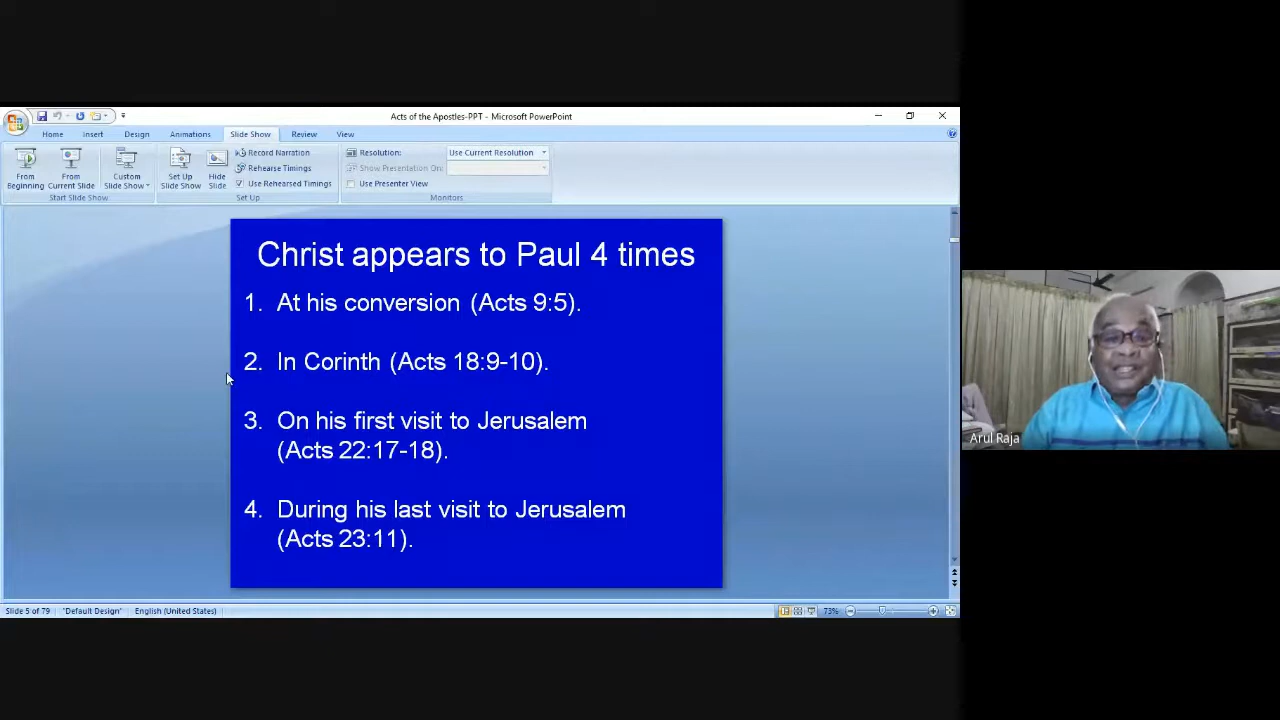 Acts of the Apostles-PPT - Microsoft PowerPoint
Home Insert Design Animations Slide Show Review View
From Beginning
From Current Slide
Custom Slide Show
Start Slide Show
Set Up Slide Show
Hide Slide
Record Narration
Rehearse Timings
Use Rehearsed Timings
Set Up
Resolution: Use Current Resolution
Show Presentation On:
Use Presenter View
Monitors
Christ appears to Paul 4 times
1. At his conversion (Acts 9:5).
2. In Corinth (Acts 18:9-10).
3. On his first visit to Jerusalem
(Acts 22:17-18).
4. During his last visit to Jerusalem
(Acts 23:11).
Arul Raja
Slide 5 of 79 "Default Design" English (United States) 73%